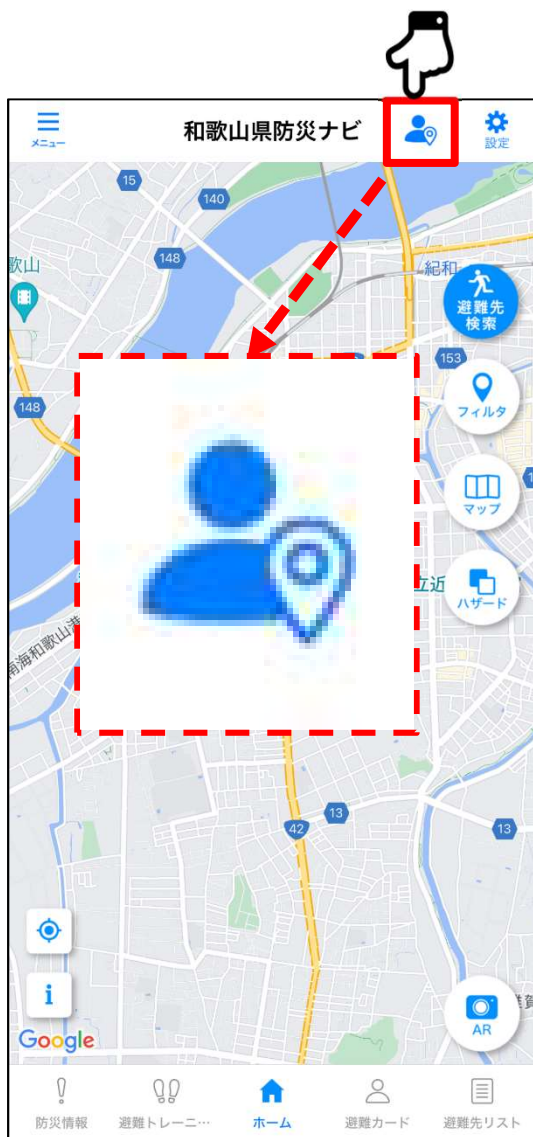 和歌山県防災ナビ
メニュー
設定
15
140
148
歌山
紀和
避難先
検索
153
148
フィルタ
マップ
立近
ハザード
南海和歌山港
13
42
13
i
Google
AR
防災情報
避難トレーニ…
ホーム
避難カード
避難先リスト